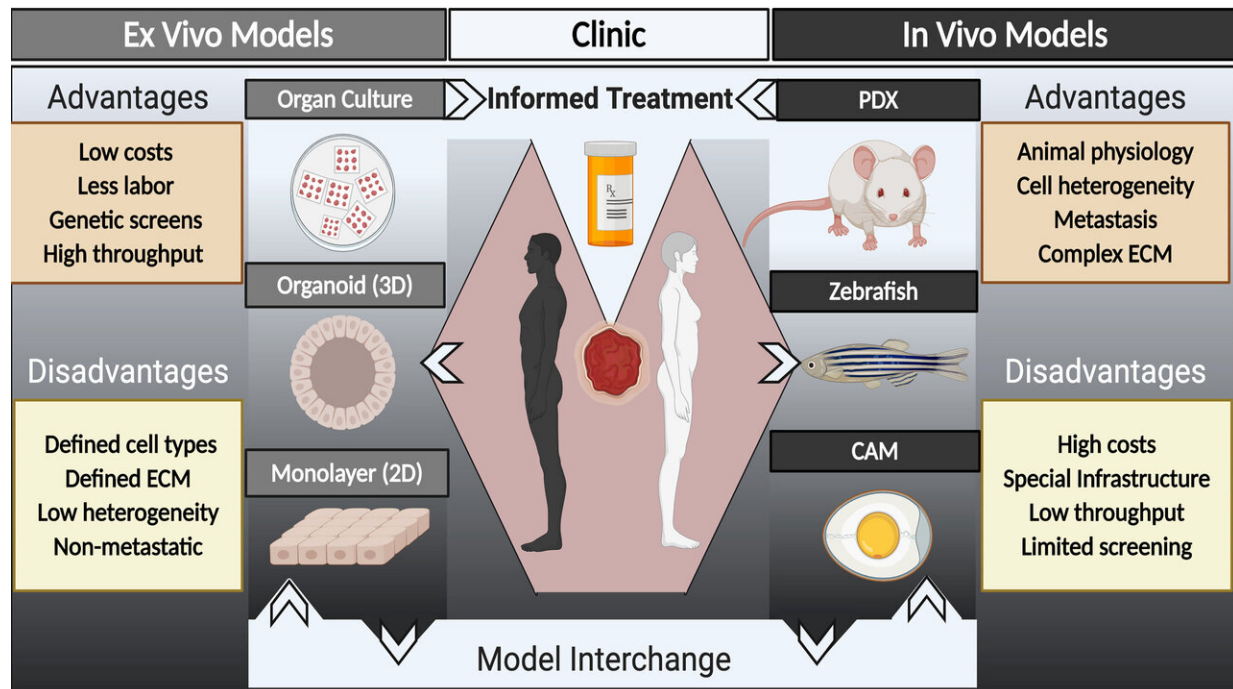 Ex Vivo Models
Clinic
In Vivo Models
Advantages
Low costs
Less labor
Genetic screens
High throughput
Disadvantages
Defined cell types
Defined ECM
Low heterogeneity
Non-metastatic
Organ Culture
Organoid (3D)
Monolayer (2D)
Informed Treatment
Rx
PDX
Zebrafish
CAM
Advantages
Animal physiology
Cell heterogeneity
Metastasis
Complex ECM
Disadvantages
High costs
Special Infrastructure
Low throughput
Limited screening
Model Interchange